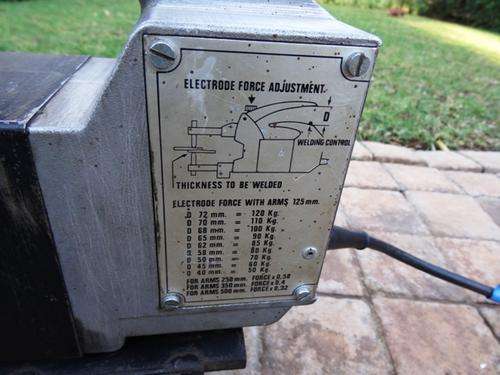 ELECTRODE FORCE ADJUSTMENT
D
WELDING CONTROL
THICKNESS TO BE WELDED
ELECTRODE FORCE WITH ARMS 125 mm.
D 72 mm. = 120 Kg.
D 70 mm. = 110 Kg.
D 68 mm. = 100 Kg.
D 65 mm. = 90 Kg.
D 62 mm. = 85 Kg.
D 58 mm. = 80 Kg.
D 50 mm. = 70 Kg.
D 45 mm. = 60 Kg.
D 40 mm. = 50 Kg.
FOR ARMS 250 mm. FORCE x 0.58
FOR ARMS 350 mm. FORCE x 0.4
FOR ARMS 500 mm. FORCE x 0.32